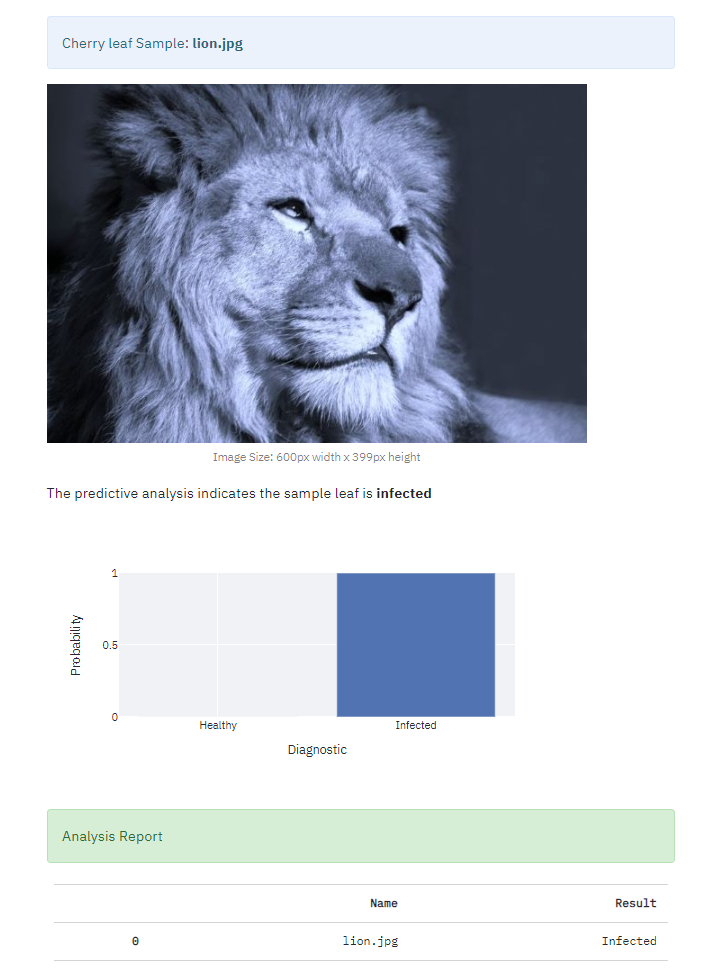 Cherry leaf Sample: lion.jpg
Image Size: 600px width x 399px height
The predictive analysis indicates the sample leaf is infected
1
0.5
0
Probability
Healthy Infected
Diagnostic
Analysis Report
Name Result
0 lion.jpg Infected